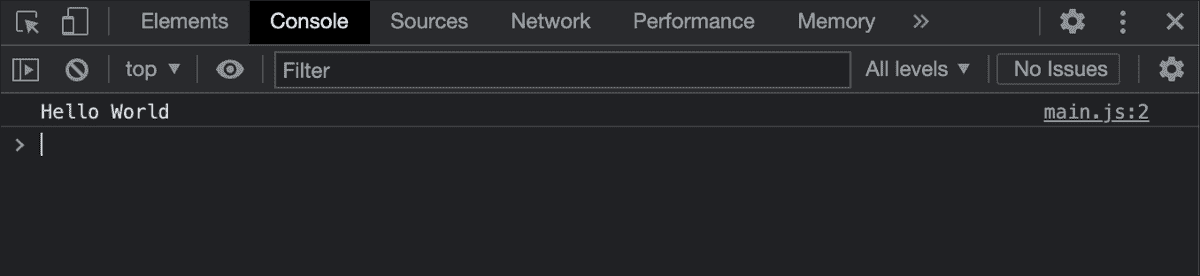 Elements Console Sources Network Performance Memory »
top ▼ Filter All levels ▼ No Issues
Hello World main.js:2
>